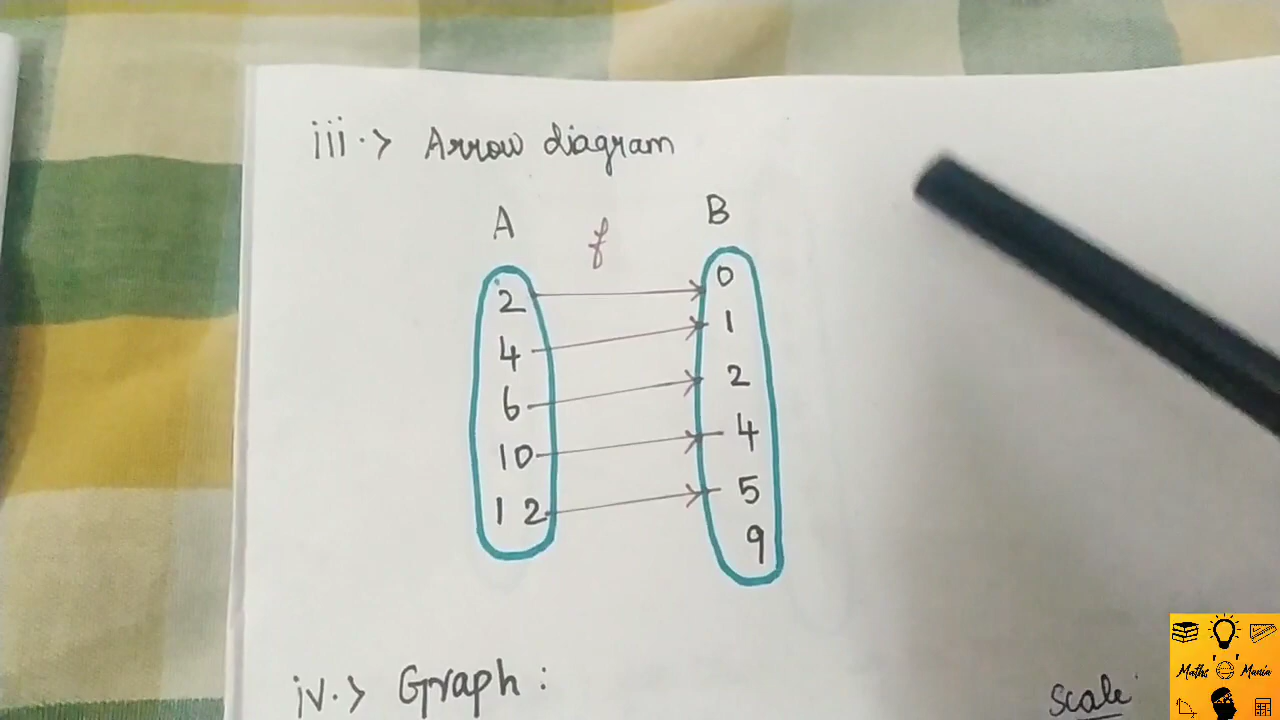 iii.> Arrow diagram
A f B
2 0
4 1
6 2
10 4
12 5
9
iv.> Graph :
Scale
Maths Mania